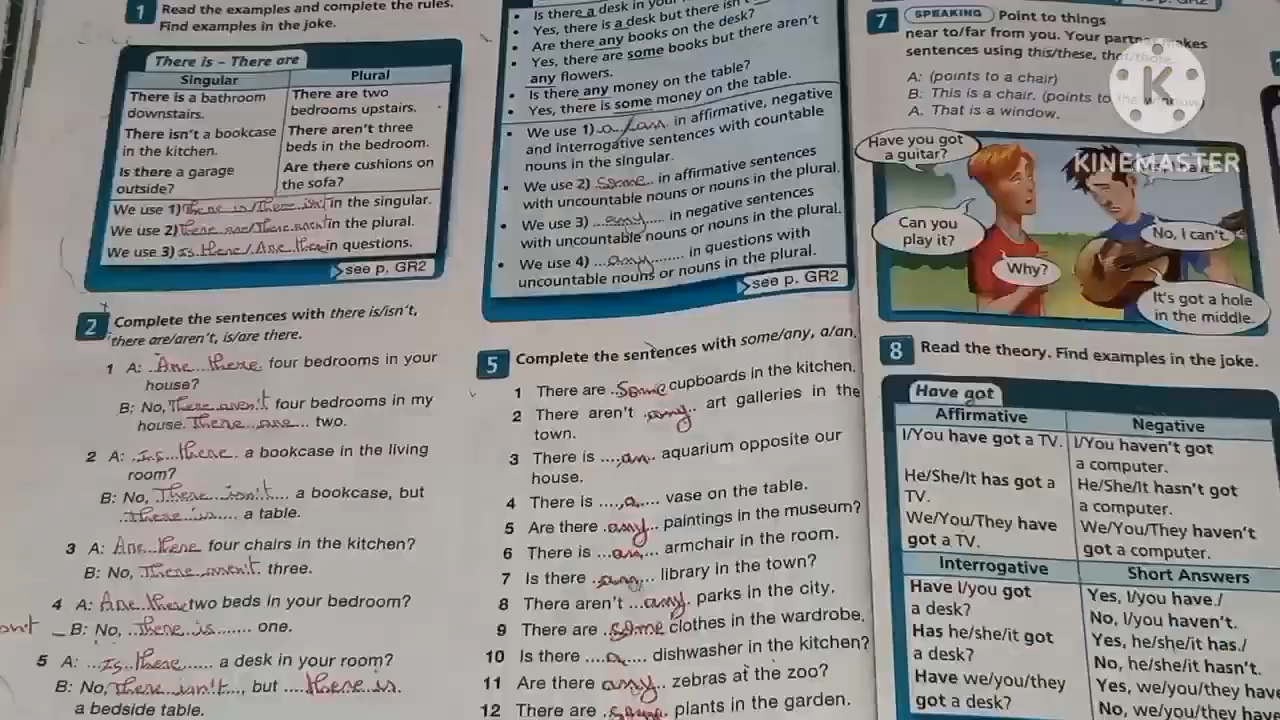 1 Read the examples and complete the rules.
Find examples in the joke.
There is – There are
Singular Plural
There is a bathroom downstairs. There are two bedrooms upstairs.
There isn't a bookcase in the kitchen. There aren't three beds in the bedroom.
Is there a garage outside? Are there cushions on the sofa?
We use 1) There is/There isn't in the singular.
We use 2) There are/There aren't in the plural.
We use 3) is there/Are there in questions.
see p. GR2
2 Complete the sentences with there is/isn't,
there are/aren't, is/are there.
1 A: Are there four bedrooms in your
house?
B: No, There aren't four bedrooms in my
house. There are two.
2 A: Is there a bookcase in the living
room?
B: No, There isn't a bookcase, but
there is a table.
3 A: Are there four chairs in the kitchen?
B: No, There aren't three.
4 A: Are there two beds in your bedroom?
B: No, there is one.
5 A: Is there a desk in your room?
B: No, There isn't, but there is
a bedside table.
• Is there a desk in your
• Yes, there is a desk but there isn't
• Are there any books on the desk?
• Yes, there are some books but there aren't
any flowers.
• Is there any money on the table?
• Yes, there is some money on the table.
• We use 1) a/an in affirmative, negative
and interrogative sentences with countable
nouns in the singular.
• We use 2) some in affirmative sentences
with uncountable nouns or nouns in the plural.
• We use 3) any in negative sentences
with uncountable nouns or nouns in the plural.
• We use 4) any in questions with
uncountable nouns or nouns in the plural.
see p. GR2
5 Complete the sentences with some/any, a/an.
1 There are some cupboards in the kitchen.
2 There aren't any art galleries in the
town.
3 There is an aquarium opposite our
house.
4 There is a vase on the table.
5 Are there any paintings in the museum?
6 There is an armchair in the room.
7 Is there library in the town?
8 There aren't any parks in the city.
9 There are some clothes in the wardrobe.
10 Is there a dishwasher in the kitchen?
11 Are there any zebras at the zoo?
12 There are some plants in the garden.
7 SPEAKING Point to things
near to/far from you. Your partner makes
sentences using this/these,
A: (points to a chair)
B: This is a chair. (points to the window)
A. That is a window.
K
KINEMASTER
Have you got
a guitar?
Can you
play it?
No, I can't.
Why?
It's got a hole
in the middle.
8 Read the theory. Find examples in the joke.
Have got
Affirmative Negative
I/You have got a TV. I/You haven't got a computer.
He/She/It has got a TV. He/She/It hasn't got a computer.
We/You/They have got a TV. We/You/They haven't got a computer.
Interrogative Short Answers
Have I/you got a desk? Yes, I/you have./ No, I/you haven't.
Has he/she/it got a desk? Yes, he/she/it has./ No, he/she/it hasn't.
Have we/you/they got a desk? Yes, we/you/they have No, we/you/they